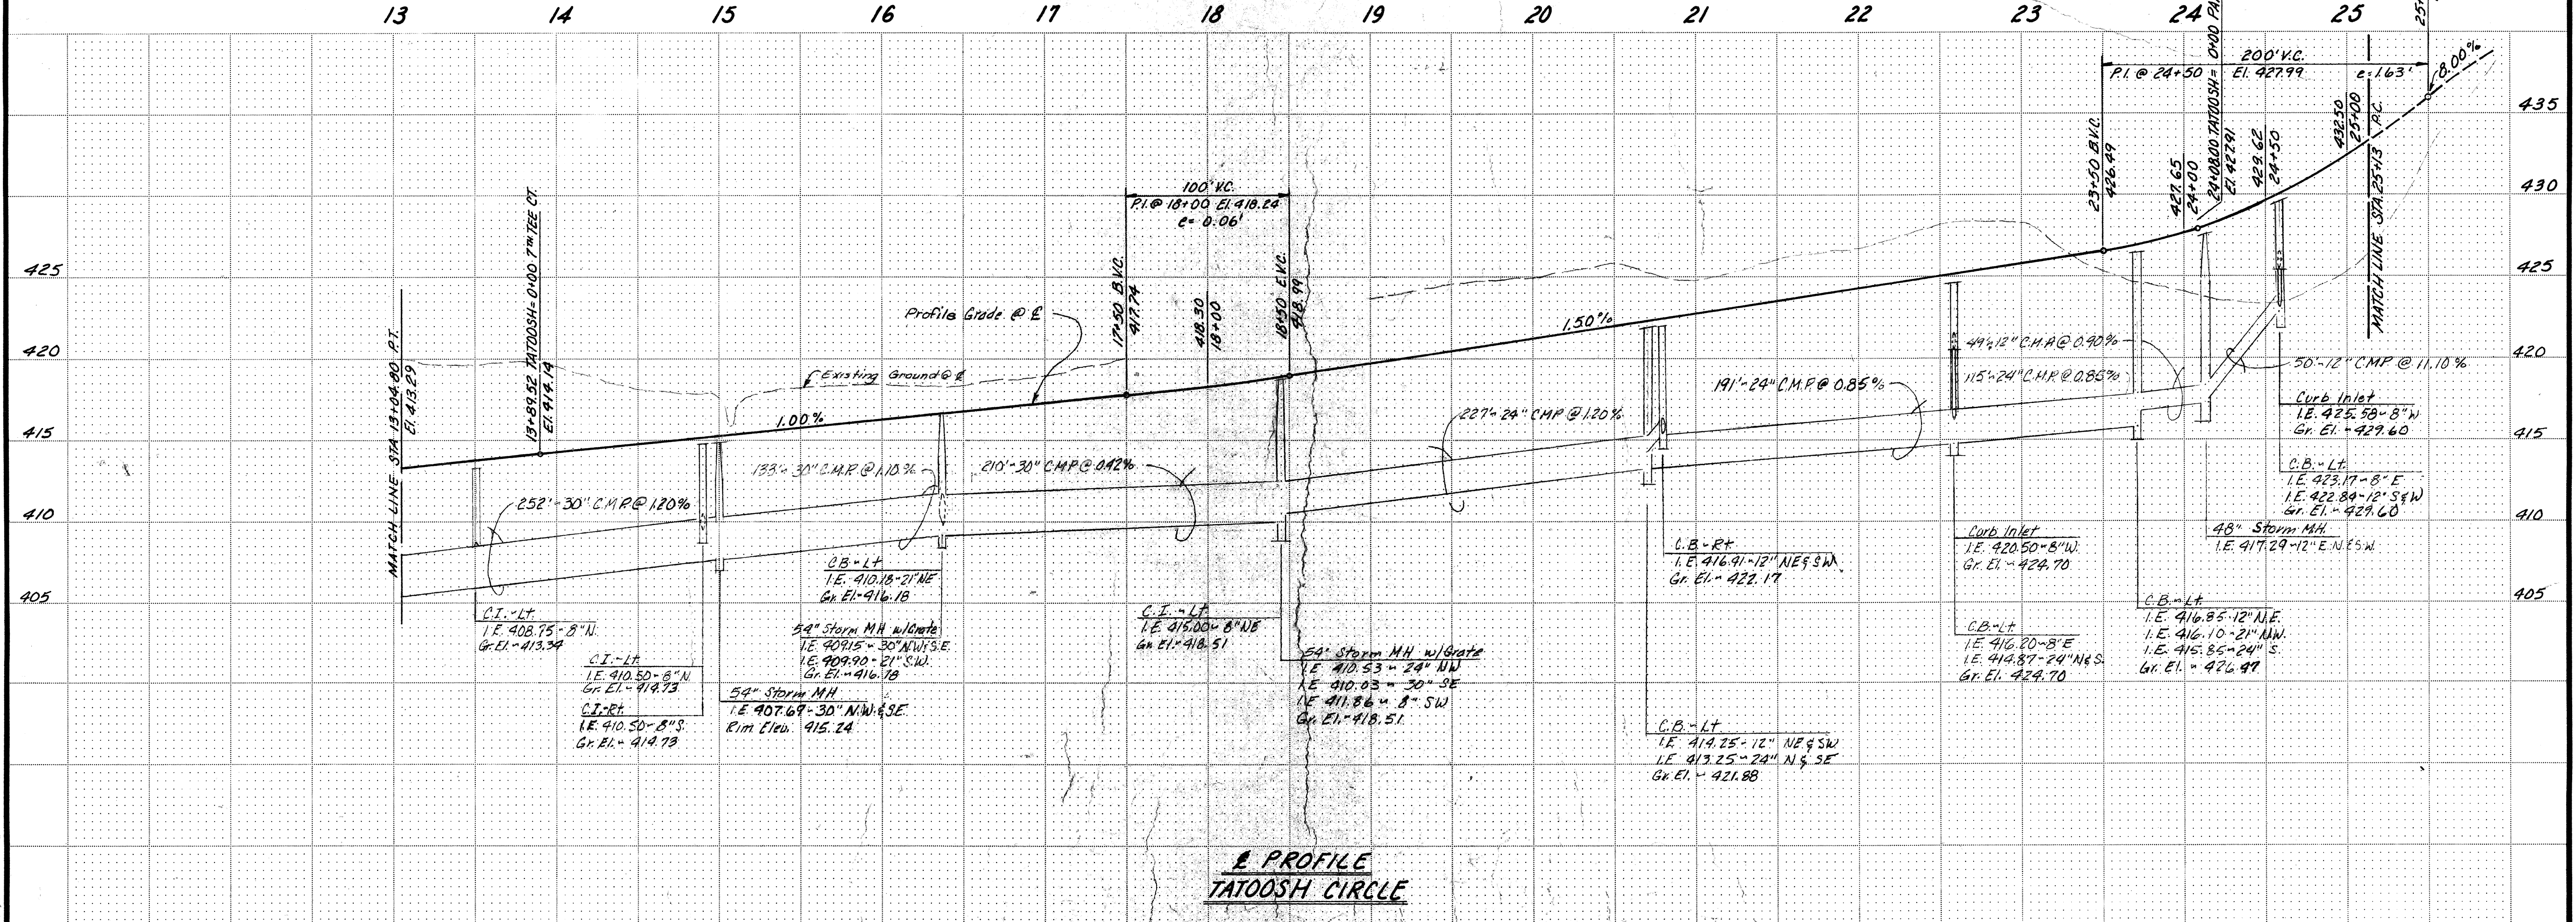 13 14 15 16 17 18 19 20 21 22 23 24 25
200' V.C.
P.I. @ 24+50 El. 427.99 e=1.63'
8.00%
435
430
425
420
415
410
405
435
430
425
420
415
410
405
MATCH LINE STA 13+04.80 P.T.
El. 413.29
13+89.52 TATOOSH=0+00 7TH TEE CT.
El. 414.14
Existing Ground @ ℄
Profile Grade @ ℄
1.00%
100' V.C.
P.I. @ 18+00 El. 418.24
e= 0.06'
17+50 B.V.C.
417.74
418.30
18+00
18+50 E.V.C.
418.99
1.50%
23+50 B.V.C.
426.49
427.65
24+00
24+08.00 TATOOSH= 0+00
El. 427.91
429.62
24+50
432.50
25+00
MATCH LINE STA. 25+13 P.C.
252'-30" C.M.P. @ 1.20%
133'-30" C.M.P. @ 1.10%
210'-30" CMP @ 0.42%
227'-24" CMP @ 1.20%
191'-24" C.M.P. @ 0.85%
49'-12" C.M.P. @ 0.90%
115'-24" C.M.P. @ 0.85%
50'-12" CMP @ 11.10%
C.I.-Lt.
I.E. 408.75-8" N.
Gr. El.-413.34
C.I.-Lt.
I.E. 410.50-8" N.
Gr. El.-414.73
C.I.-Rt.
I.E. 410.50-8" S.
Gr. El.-414.73
54" Storm MH
I.E. 407.69-30" N.W. & SE.
Rim Elev. 415.24
CB-Lt
I.E. 410.18-21" NE
Gr. El.-416.18
54" Storm MH w/Grate
I.E. 409.15-30" N.W. & S.E.
I.E. 409.90-21" S.W.
Gr. El.-416.18
C.I.-Lt.
I.E. 415.00-8" NE
Gr. El.-418.51
54" Storm MH w/Grate
I.E. 410.53-24" NW
I.E. 410.03-30" SE
I.E. 411.86-8" SW
Gr. El.-418.51
C.B.-Rt
I.E. 416.91-12" NE & SW
Gr. El.-422.17
C.B.-Lt
I.E. 414.25-12" NE & SW
I.E. 413.25-24" N & SE
Gr. El.-421.88
Curb Inlet
I.E. 420.50-8" W.
Gr. El.-424.70
C.B.-Lt.
I.E. 416.20-8" E
I.E. 414.87-24" N & S.
Gr. El. 424.70
C.B.-Lt.
I.E. 416.85-12" N.E.
I.E. 416.10-21" NW.
I.E. 415.85-24" S.
Gr. El.-426.47
48" Storm MH.
I.E. 417.29-12" E. N. & S.W.
Curb Inlet
I.E. 425.58-8" W
Gr. El.-429.60
C.B.-Lt.
I.E. 423.17-8" E
I.E. 422.84-12" S & W
Gr. El.-429.60
℄ PROFILE
TATOOSH CIRCLE